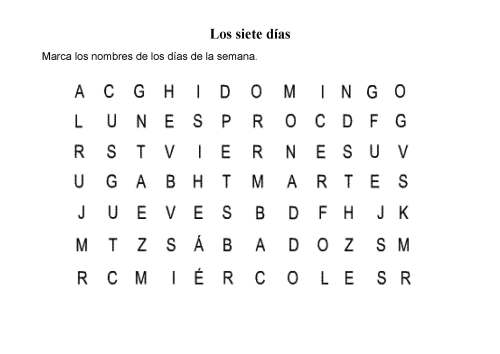 Los siete días
Marca los nombres de los días de la semana.
A C G H I D O M I N G O
L U N E S P R O C D F G
R S T V I E R N E S U V
U G A B H T M A R T E S
J U E V E S B D F H J K
M T Z S Á B A D O Z S M
R C M I É R C O L E S R